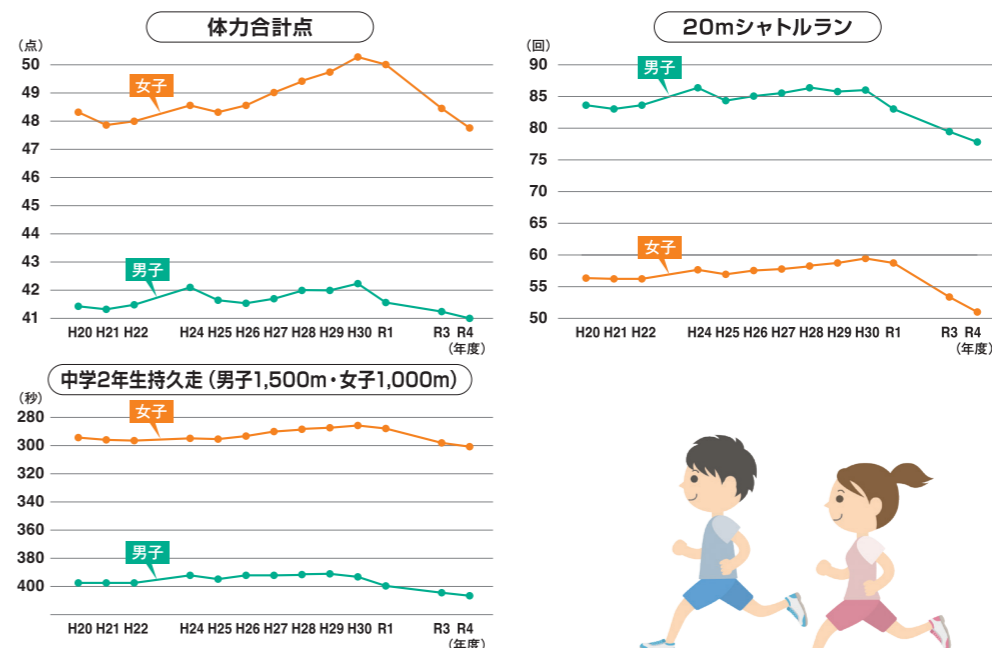 体力合計点
(点)
50
49
48
47
46
45
44
43
42
41
女子
男子
H20 H21 H22 H24 H25 H26 H27 H28 H29 H30 R1 R3 R4
(年度)
20mシャトルラン
(回)
90
85
80
75
70
65
60
55
50
男子
女子
H20 H21 H22 H24 H25 H26 H27 H28 H29 H30 R1 R3 R4
(年度)
中学2年生持久走(男子1,500m・女子1,000m)
(秒)
280
300
320
340
360
380
400
女子
男子
H20 H21 H22 H24 H25 H26 H27 H28 H29 H30 R1 R3 R4
(年度)